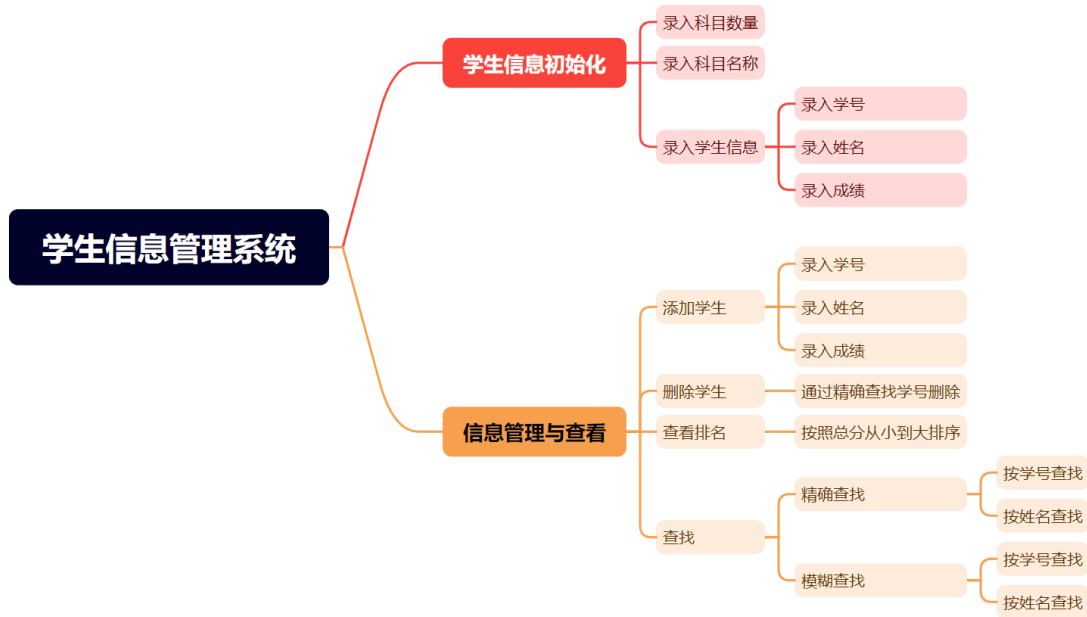 学生信息管理系统
学生信息初始化
录入科目数量
录入科目名称
录入学生信息
录入学号
录入姓名
录入成绩
信息管理与查看
添加学生
录入学号
录入姓名
录入成绩
删除学生
通过精确查找学号删除
查看排名
按照总分从小到大排序
查找
精确查找
按学号查找
按姓名查找
模糊查找
按学号查找
按姓名查找